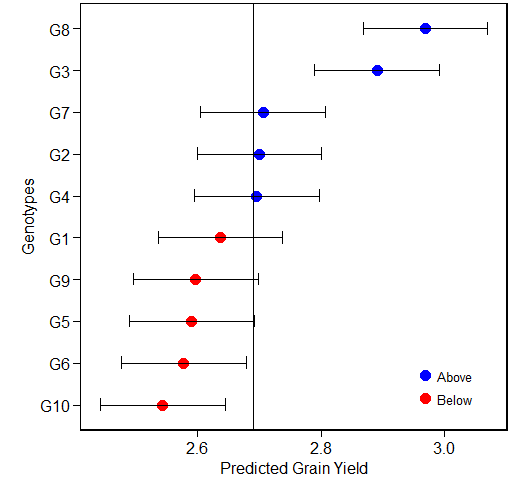 G8
G3
G7
G2
G4
G1
G9
G5
G6
G10
Genotypes
Above
Below
2.6 2.8 3.0
Predicted Grain Yield